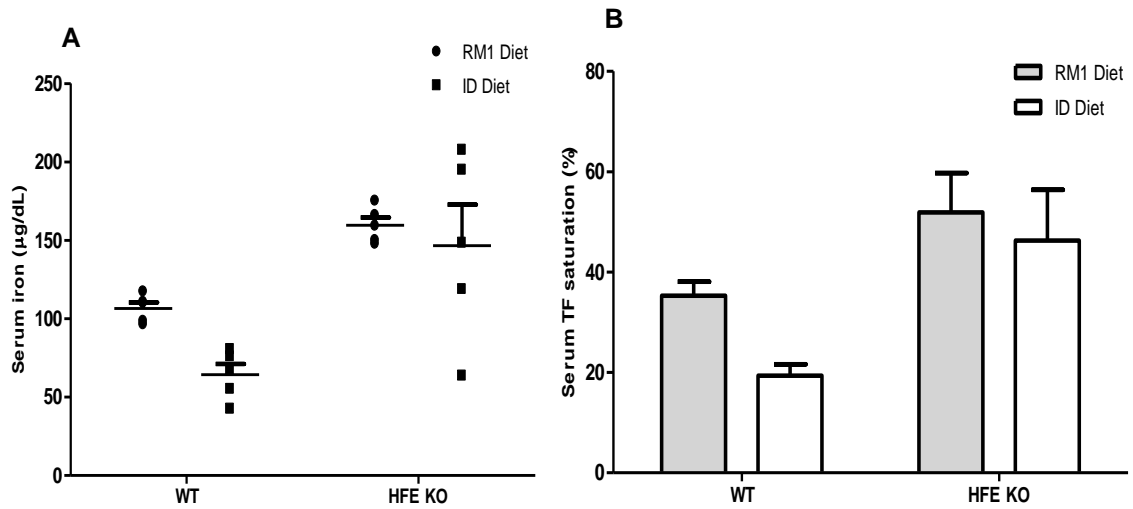 A
RM1 Diet
ID Diet
250
200
150
100
50
0
Serum iron (µg/dL)
WT
HFE KO
B
RM1 Diet
ID Diet
80
60
40
20
0
Serum TF saturation (%)
WT
HFE KO